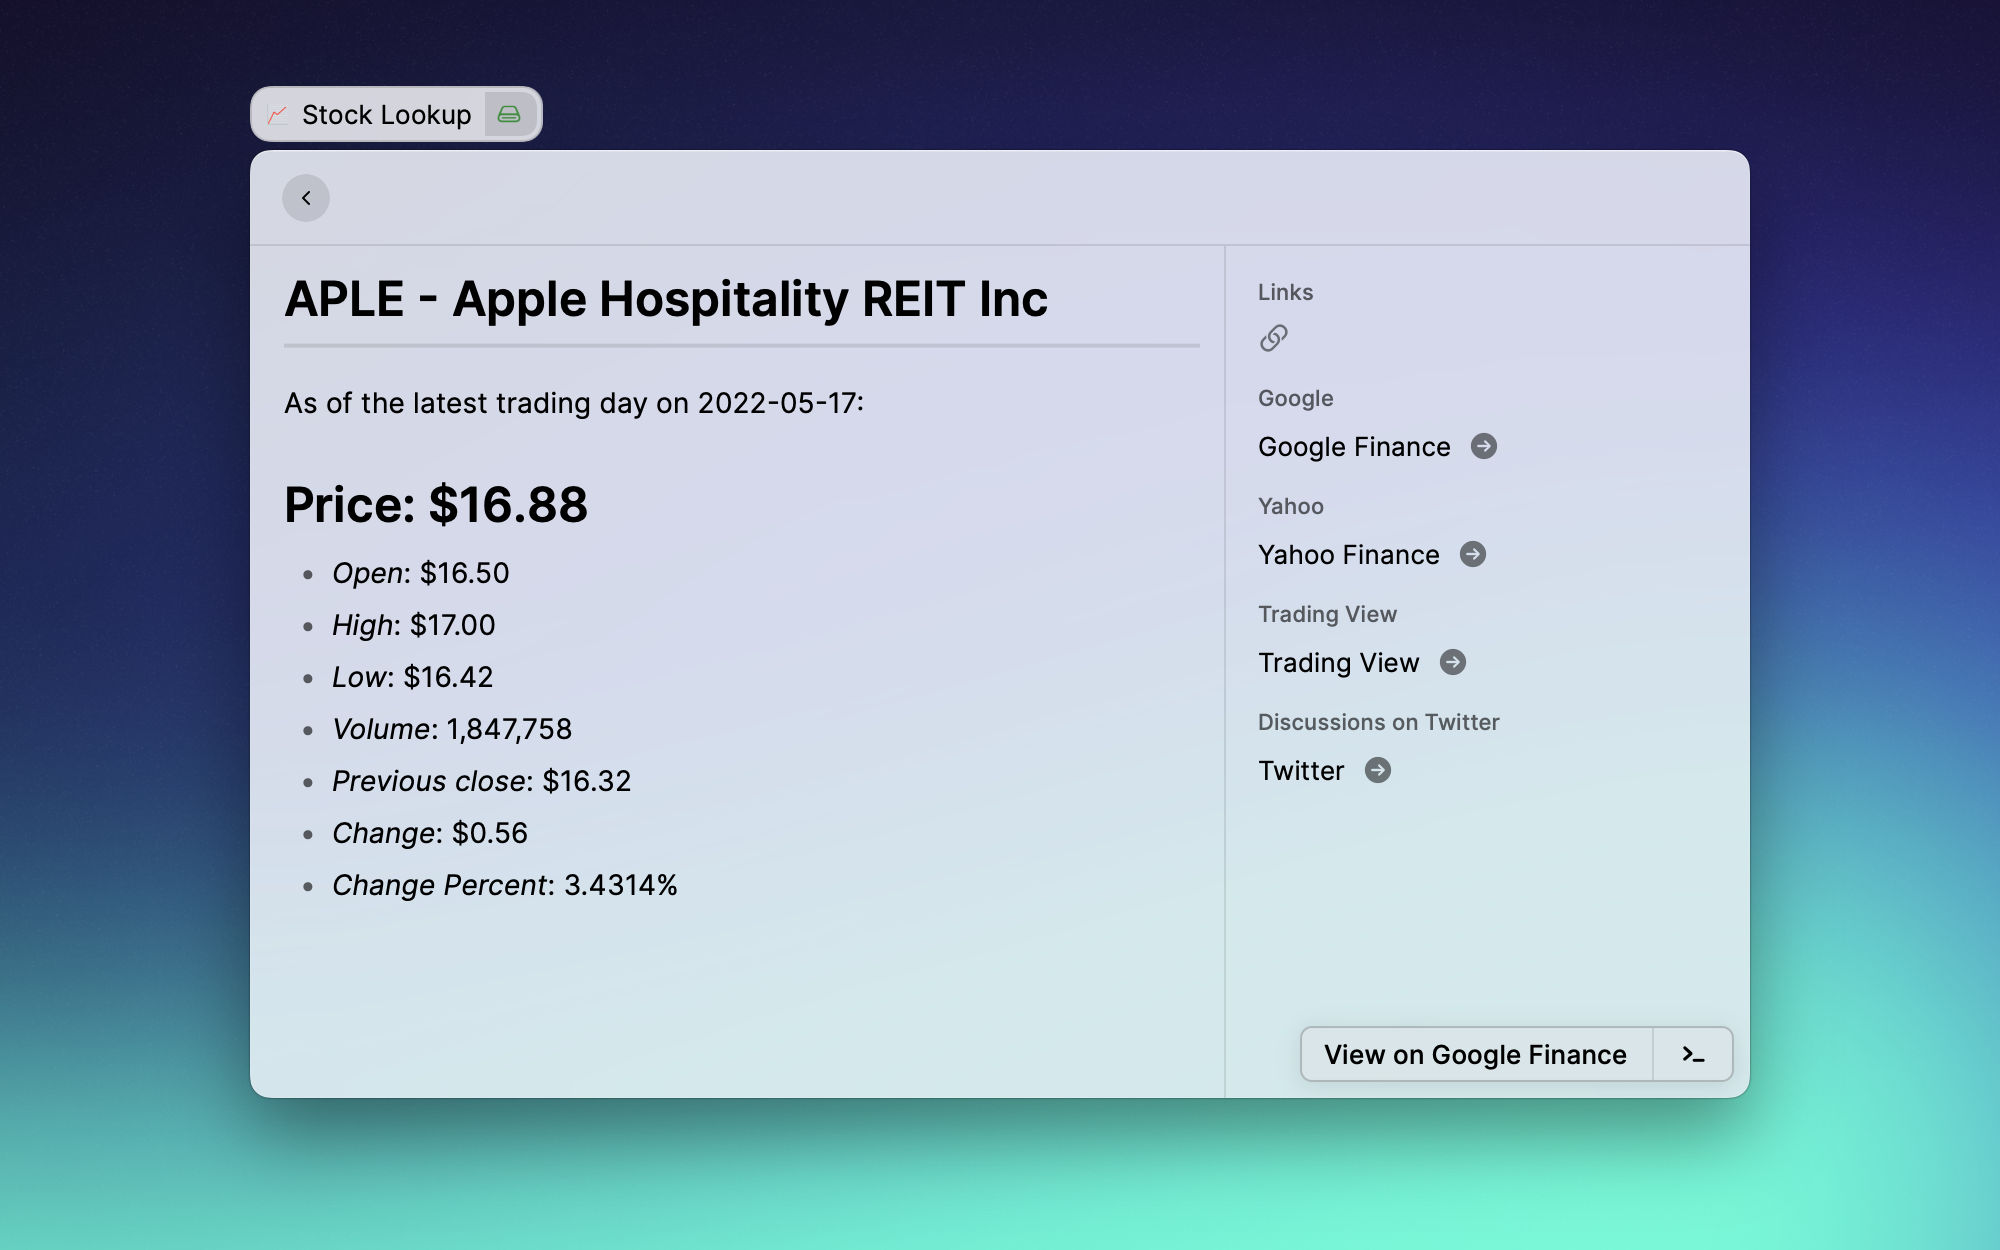 Stock Lookup
APLE - Apple Hospitality REIT Inc
As of the latest trading day on 2022-05-17:
Price: $16.88
Open: $16.50
High: $17.00
Low: $16.42
Volume: 1,847,758
Previous close: $16.32
Change: $0.56
Change Percent: 3.4314%
Links
Google
Google Finance
Yahoo
Yahoo Finance
Trading View
Trading View
Discussions on Twitter
Twitter
View on Google Finance